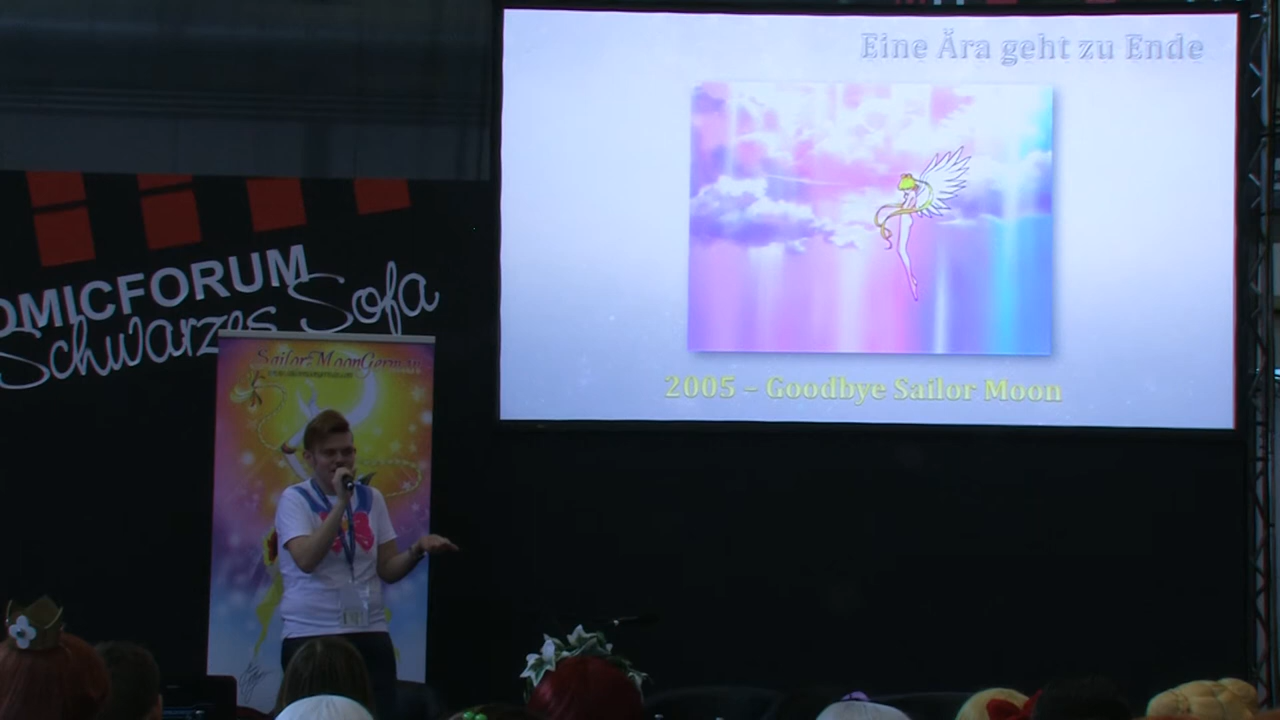 Eine Ära geht zu Ende
2005 – Goodbye Sailor Moon
OMICFORUM
Schwarzes Sofa
SailorMoonGerman